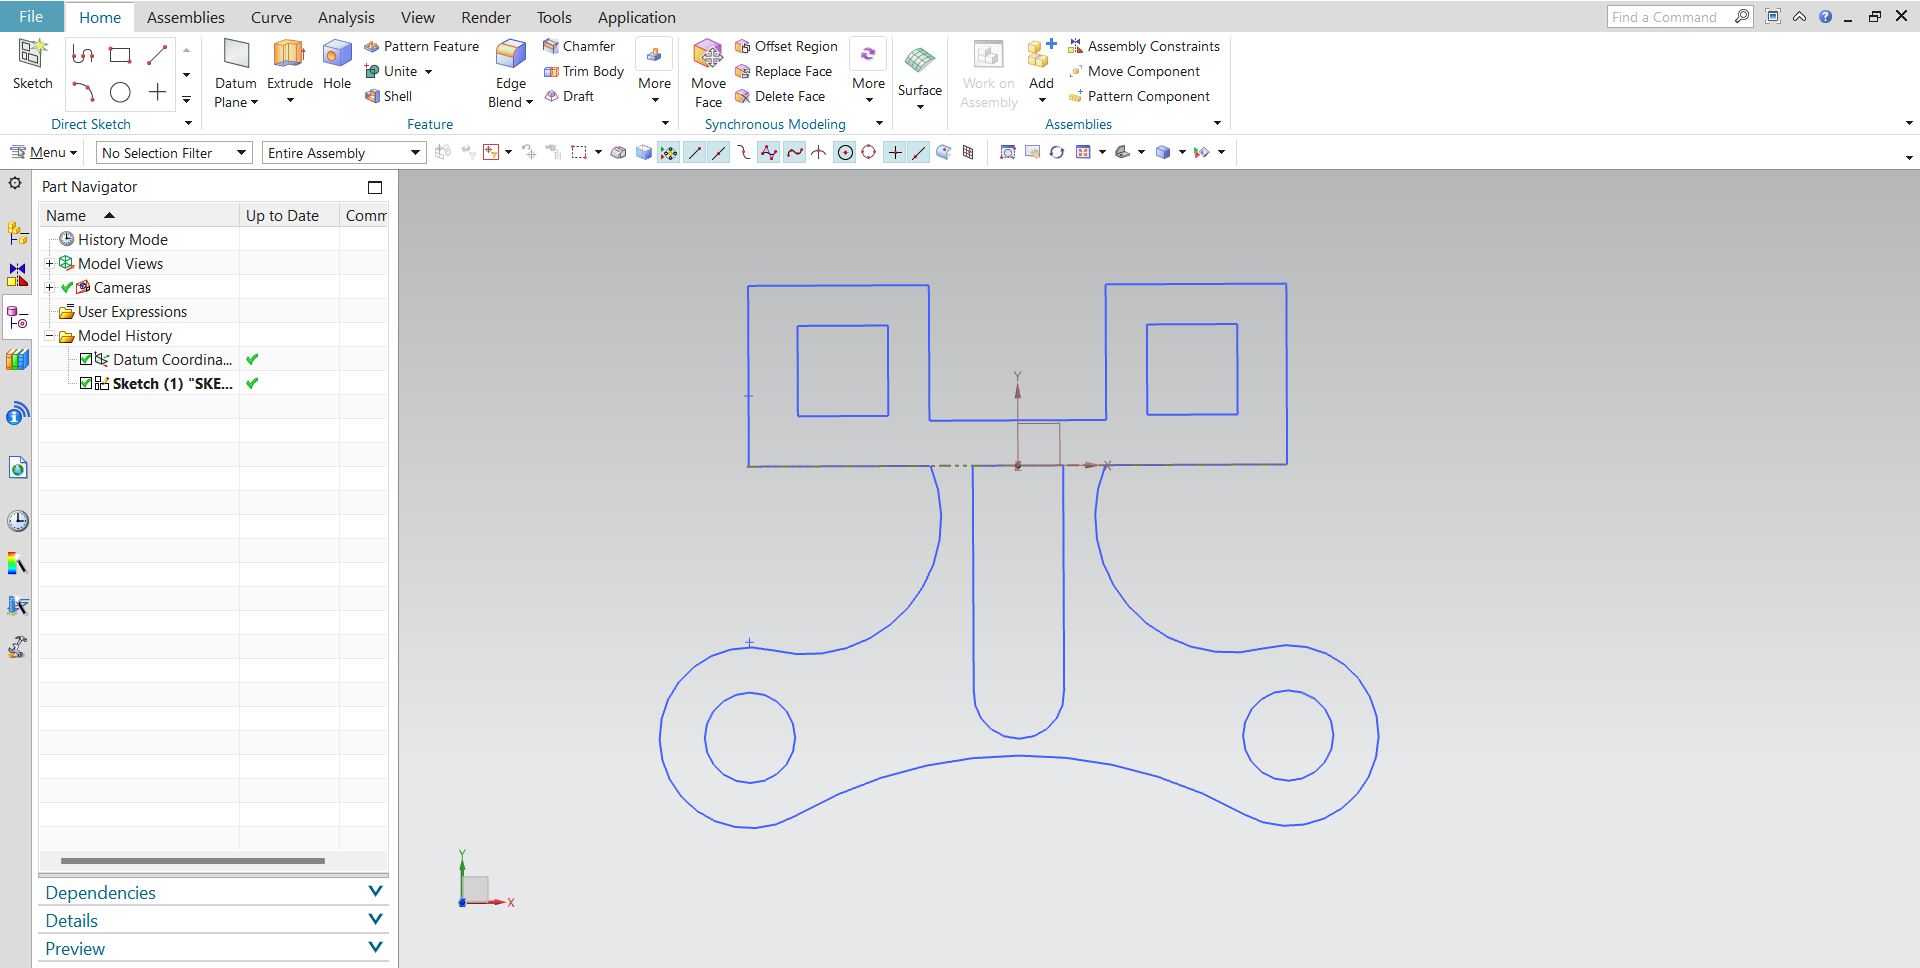 File Home Assemblies Curve Analysis View Render Tools Application Find a Command
Sketch
Direct Sketch
Datum Plane
Extrude
Hole
Pattern Feature
Unite
Shell
Edge Blend
Chamfer
Trim Body
Draft
More
Feature
Move Face
Offset Region
Replace Face
Delete Face
More
Synchronous Modeling
Surface
Work on Assembly
Add
Assembly Constraints
Move Component
Pattern Component
Assemblies
Menu No Selection Filter Entire Assembly
Part Navigator
Name Up to Date Comm
History Mode
Model Views
Cameras
User Expressions
Model History
Datum Coordina...
Sketch (1) "SKE...
Dependencies
Details
Preview
Y
X
Y
X